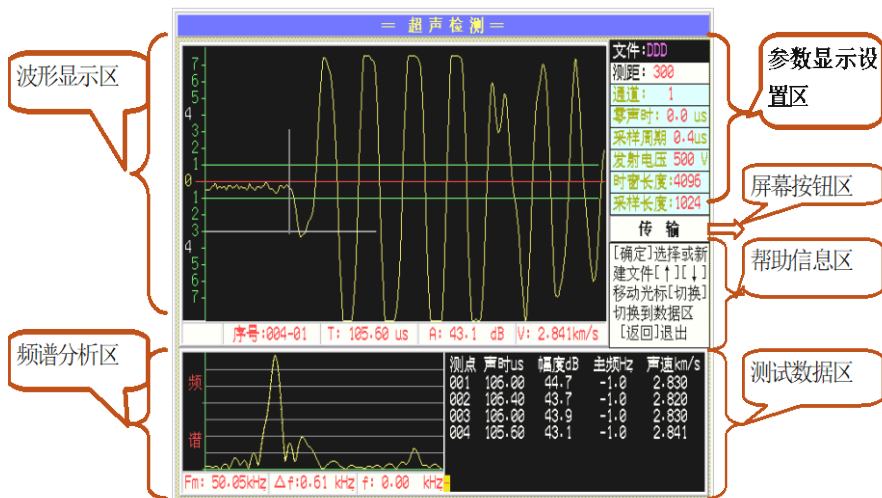 = 超声检测 =
波形显示区
7
6
5
4
3
2
1
0
1
2
3
4
5
6
7
文件:DDD
测距: 300
通道: 1
零声时: 0.0 us
采样周期 0.4us
发射电压 500 V
时窗长度:4096
采样长度:1024
传 输
[确定]选择或新
建文件[↑][↓]
移动光标[切换]
切换到数据区
[返回]退出
参数显示设
置区
屏幕按钮区
帮助信息区
序号:004-01 T: 105.60 us A: 43.1 dB V: 2.841km/s
频谱分析区
频
谱
Fm: 50.05kHz △f:0.61 kHz f: 0.00 kHz
测点 声时us 幅度dB 主频Hz 声速km/s
001 106.00 44.7 -1.0 2.830
002 106.40 43.7 -1.0 2.820
003 106.00 43.9 -1.0 2.830
004 105.60 43.1 -1.0 2.841
测试数据区